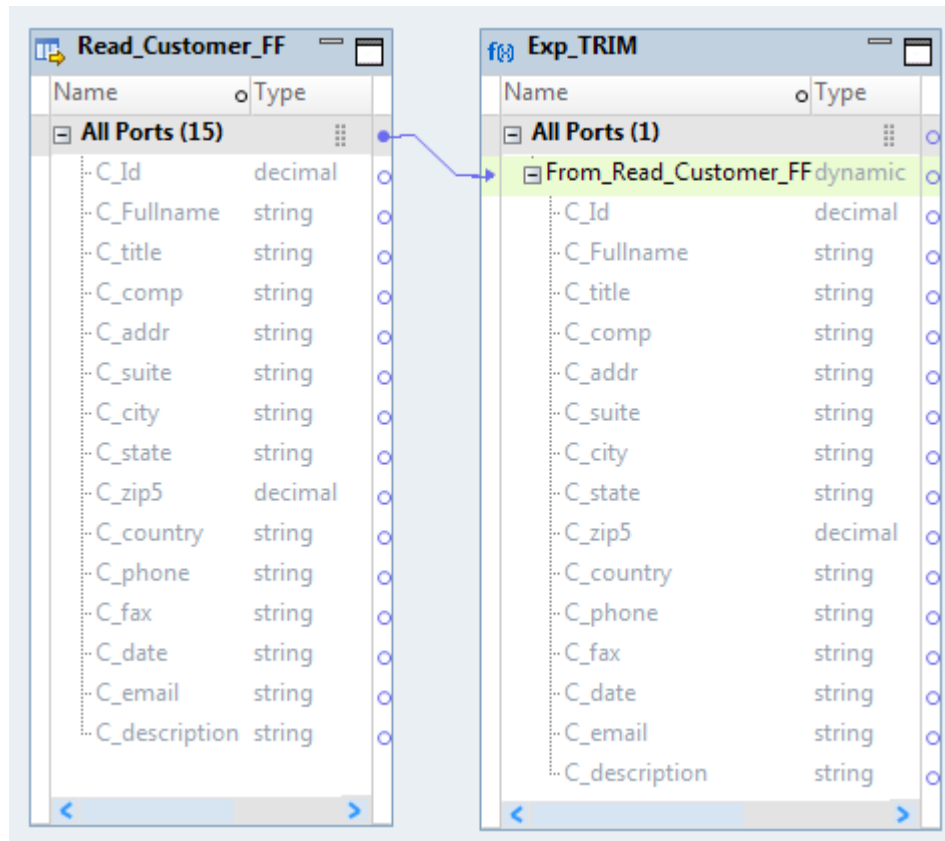 Read_Customer_FF
Name Type
All Ports (15)
C_Id decimal
C_Fullname string
C_title string
C_comp string
C_addr string
C_suite string
C_city string
C_state string
C_zip5 decimal
C_country string
C_phone string
C_fax string
C_date string
C_email string
C_description string
f(x) Exp_TRIM
Name Type
All Ports (1)
From_Read_Customer_FF dynamic
C_Id decimal
C_Fullname string
C_title string
C_comp string
C_addr string
C_suite string
C_city string
C_state string
C_zip5 decimal
C_country string
C_phone string
C_fax string
C_date string
C_email string
C_description string